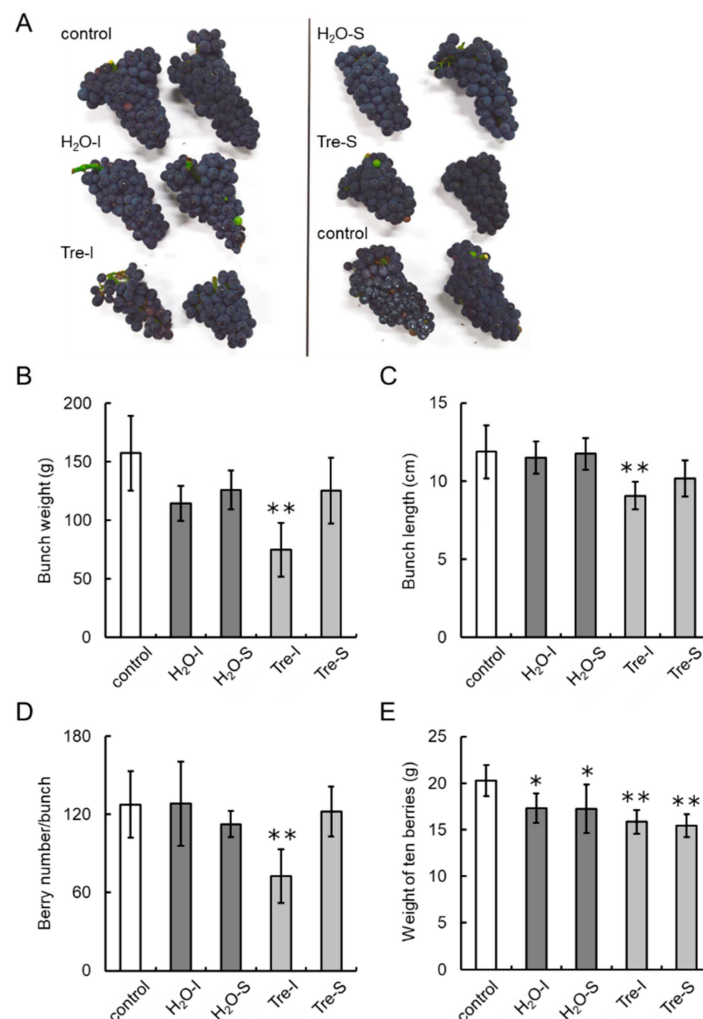 A
control
H₂O-I
Tre-I
H₂O-S
Tre-S
control
B
Bunch weight (g)
200
150
100
50
0
**
control
H₂O-I
H₂O-S
Tre-I
Tre-S
C
Bunch length (cm)
15
10
5
0
**
control
H₂O-I
H₂O-S
Tre-I
Tre-S
D
Berry number/bunch
180
120
60
0
**
control
H₂O-I
H₂O-S
Tre-I
Tre-S
E
Weight of ten berries (g)
25
20
15
10
5
0
*
*
**
**
control
H₂O-I
H₂O-S
Tre-I
Tre-S